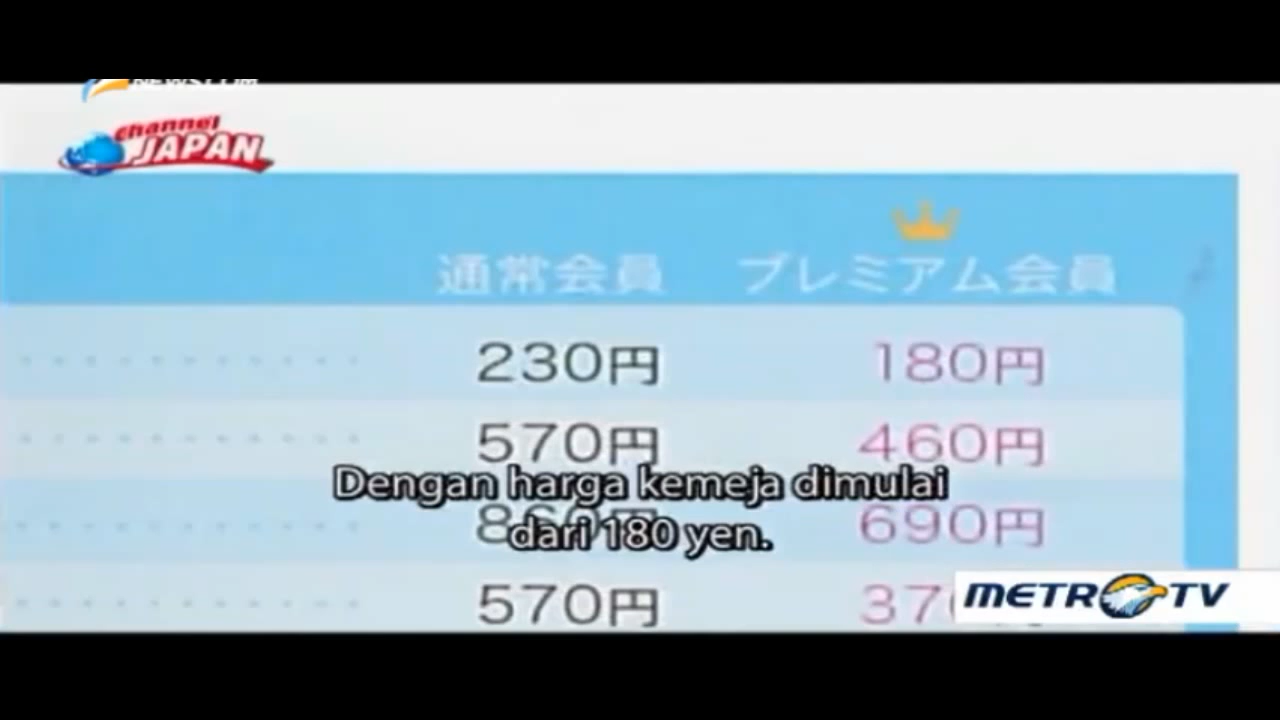 channel
JAPAN
通常会員 プレミアム会員
230円 180円
570円 460円
690円
Dengan harga kemeja dimulai
dari 180 yen.
570円
METRO TV